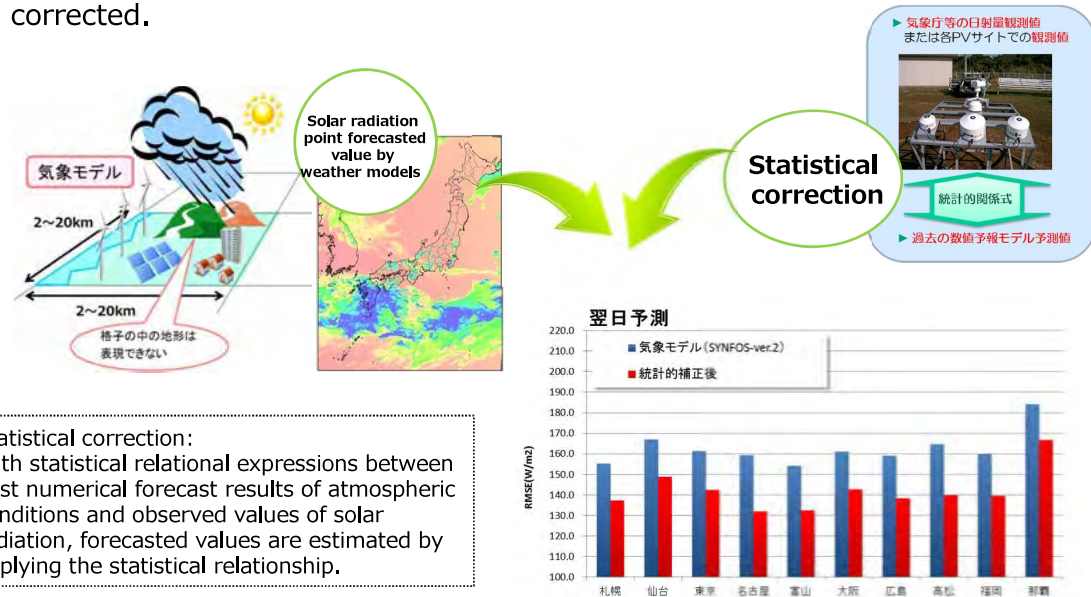 corrected.
► 気象庁等の日射量観測値
または各PVサイトでの観測値
Solar radiation
point forecasted
value by
weather models
Statistical
correction
統計的関係式
► 過去の数値予報モデル予測値
気象モデル
2～20km
2～20km
格子の中の地形は
表現できない
翌日予測
気象モデル(SYNFOS-ver.2)
統計的補正後
RMSE(W/m2)
220.0
210.0
200.0
190.0
180.0
170.0
160.0
150.0
140.0
130.0
120.0
110.0
100.0
札幌 仙台 東京 名古屋 富山 大阪 広島 高松 福岡 那覇
tatistical correction:
th statistical relational expressions between
st numerical forecast results of atmospheric
nditions and observed values of solar
diation, forecasted values are estimated by
plying the statistical relationship.